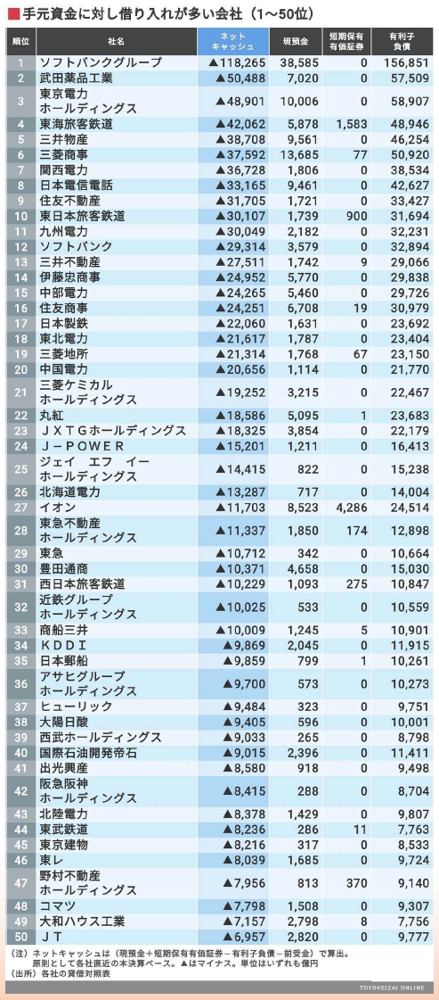 ■手元資金に対し借り入れが多い会社（1〜50位）
順位 社名 ネットキャッシュ 現預金 短期保有有価証券 有利子負債
1 ソフトバンクグループ ▲118,265 38,585 0 156,851
2 武田薬品工業 ▲50,488 7,020 0 57,509
3 東京電力ホールディングス ▲48,901 10,006 0 58,907
4 東海旅客鉄道 ▲42,062 5,878 1,583 48,946
5 三井物産 ▲38,708 9,561 0 46,254
6 三菱商事 ▲37,592 13,685 77 50,920
7 関西電力 ▲36,728 1,806 0 38,534
8 日本電信電話 ▲33,165 9,461 0 42,627
9 住友不動産 ▲31,705 1,721 0 33,427
10 東日本旅客鉄道 ▲30,107 1,739 900 31,694
11 九州電力 ▲30,049 2,182 0 32,231
12 ソフトバンク ▲29,314 3,579 0 32,894
13 三井不動産 ▲27,511 1,742 9 29,066
14 伊藤忠商事 ▲24,952 5,770 0 29,838
15 中部電力 ▲24,265 5,460 0 29,726
16 住友商事 ▲24,251 6,708 19 30,979
17 日本製鉄 ▲22,060 1,631 0 23,692
18 東北電力 ▲21,617 1,787 0 23,404
19 三菱地所 ▲21,314 1,768 67 23,150
20 中国電力 ▲20,656 1,114 0 21,770
21 三菱ケミカルホールディングス ▲19,252 3,215 0 22,467
22 丸紅 ▲18,586 5,095 1 23,683
23 ＪＸＴＧホールディングス ▲18,325 3,854 0 22,179
24 Ｊ－ＰＯＷＥＲ ▲15,201 1,211 0 16,413
25 ジェイ　エフ　イーホールディングス ▲14,415 822 0 15,238
26 北海道電力 ▲13,287 717 0 14,004
27 イオン ▲11,703 8,523 4,286 24,514
28 東急不動産ホールディングス ▲11,337 1,850 174 12,898
29 東急 ▲10,712 342 0 10,664
30 豊田通商 ▲10,371 4,658 0 15,030
31 西日本旅客鉄道 ▲10,229 1,093 275 10,847
32 近鉄グループホールディングス ▲10,025 533 0 10,559
33 商船三井 ▲10,009 1,245 5 10,901
34 ＫＤＤＩ ▲9,869 2,045 0 11,915
35 日本郵船 ▲9,859 799 1 10,261
36 アサヒグループホールディングス ▲9,700 573 0 10,273
37 ヒューリック ▲9,484 323 0 9,751
38 大陽日酸 ▲9,405 596 0 10,001
39 西武ホールディングス ▲9,033 265 0 8,798
40 国際石油開発帝石 ▲9,015 2,396 0 11,411
41 出光興産 ▲8,580 918 0 9,498
42 阪急阪神ホールディングス ▲8,415 288 0 8,704
43 北陸電力 ▲8,378 1,429 0 9,807
44 東武鉄道 ▲8,236 286 11 7,763
45 東京建物 ▲8,216 317 0 8,533
46 東レ ▲8,039 1,685 0 9,724
47 野村不動産ホールディングス ▲7,956 813 370 9,140
48 コマツ ▲7,798 1,508 0 9,307
49 大和ハウス工業 ▲7,157 2,798 8 7,756
50 ＪＴ ▲6,957 2,820 0 9,777
（注）ネットキャッシュは（現預金＋短期保有有価証券－有利子負債－前受金）で算出。
原則として各社直近の本決算ベース。▲はマイナス。単位はいずれも億円
（出所）各社の貸借対照表
TOYOKEIZAI ONLINE